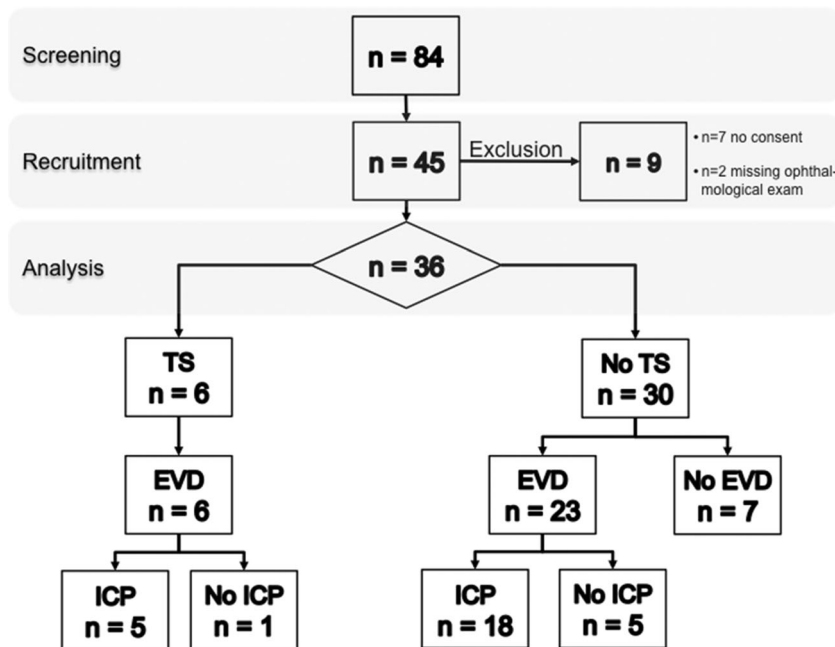 Screening
n = 84
Recruitment
n = 45
Exclusion
n = 9
• n=7 no consent
• n=2 missing ophthal-
mological exam
Analysis
n = 36
TS
n = 6
No TS
n = 30
EVD
n = 6
EVD
n = 23
No EVD
n = 7
ICP
n = 5
No ICP
n = 1
ICP
n = 18
No ICP
n = 5